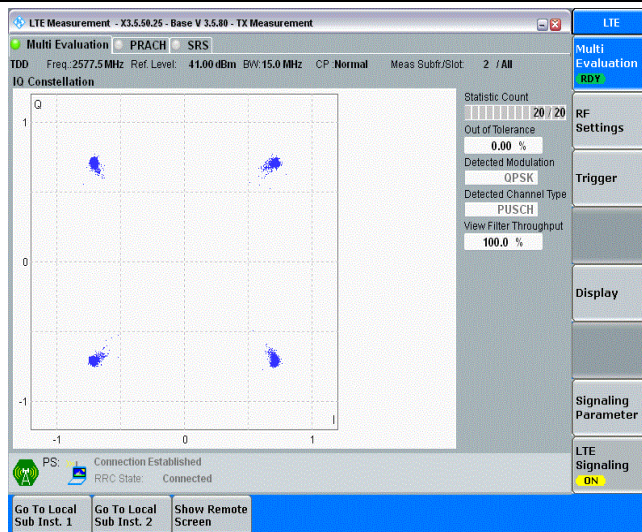 LTE Measurement - X3.5.50.25 - Base V 3.5.80 - TX Measurement
LTE
Multi Evaluation PRACH SRS
Multi Evaluation
RDY
TDD Freq.:2577.5 MHz Ref. Level: 41.00 dBm BW:15.0 MHz CP :Normal Meas Subfr./Slot: 2 / All
IQ Constellation
Q
1
0
-1
-1 0 1
I
Statistic Count
20 / 20
Out of Tolerance
0.00 %
Detected Modulation
QPSK
Detected Channel Type
PUSCH
View Filter Throughput
100.0 %
RF
Settings
Trigger
Display
Signaling
Parameter
LTE
Signaling
ON
PS: Connection Established
RRC State: Connected
Go To Local
Sub Inst. 1
Go To Local
Sub Inst. 2
Show Remote
Screen